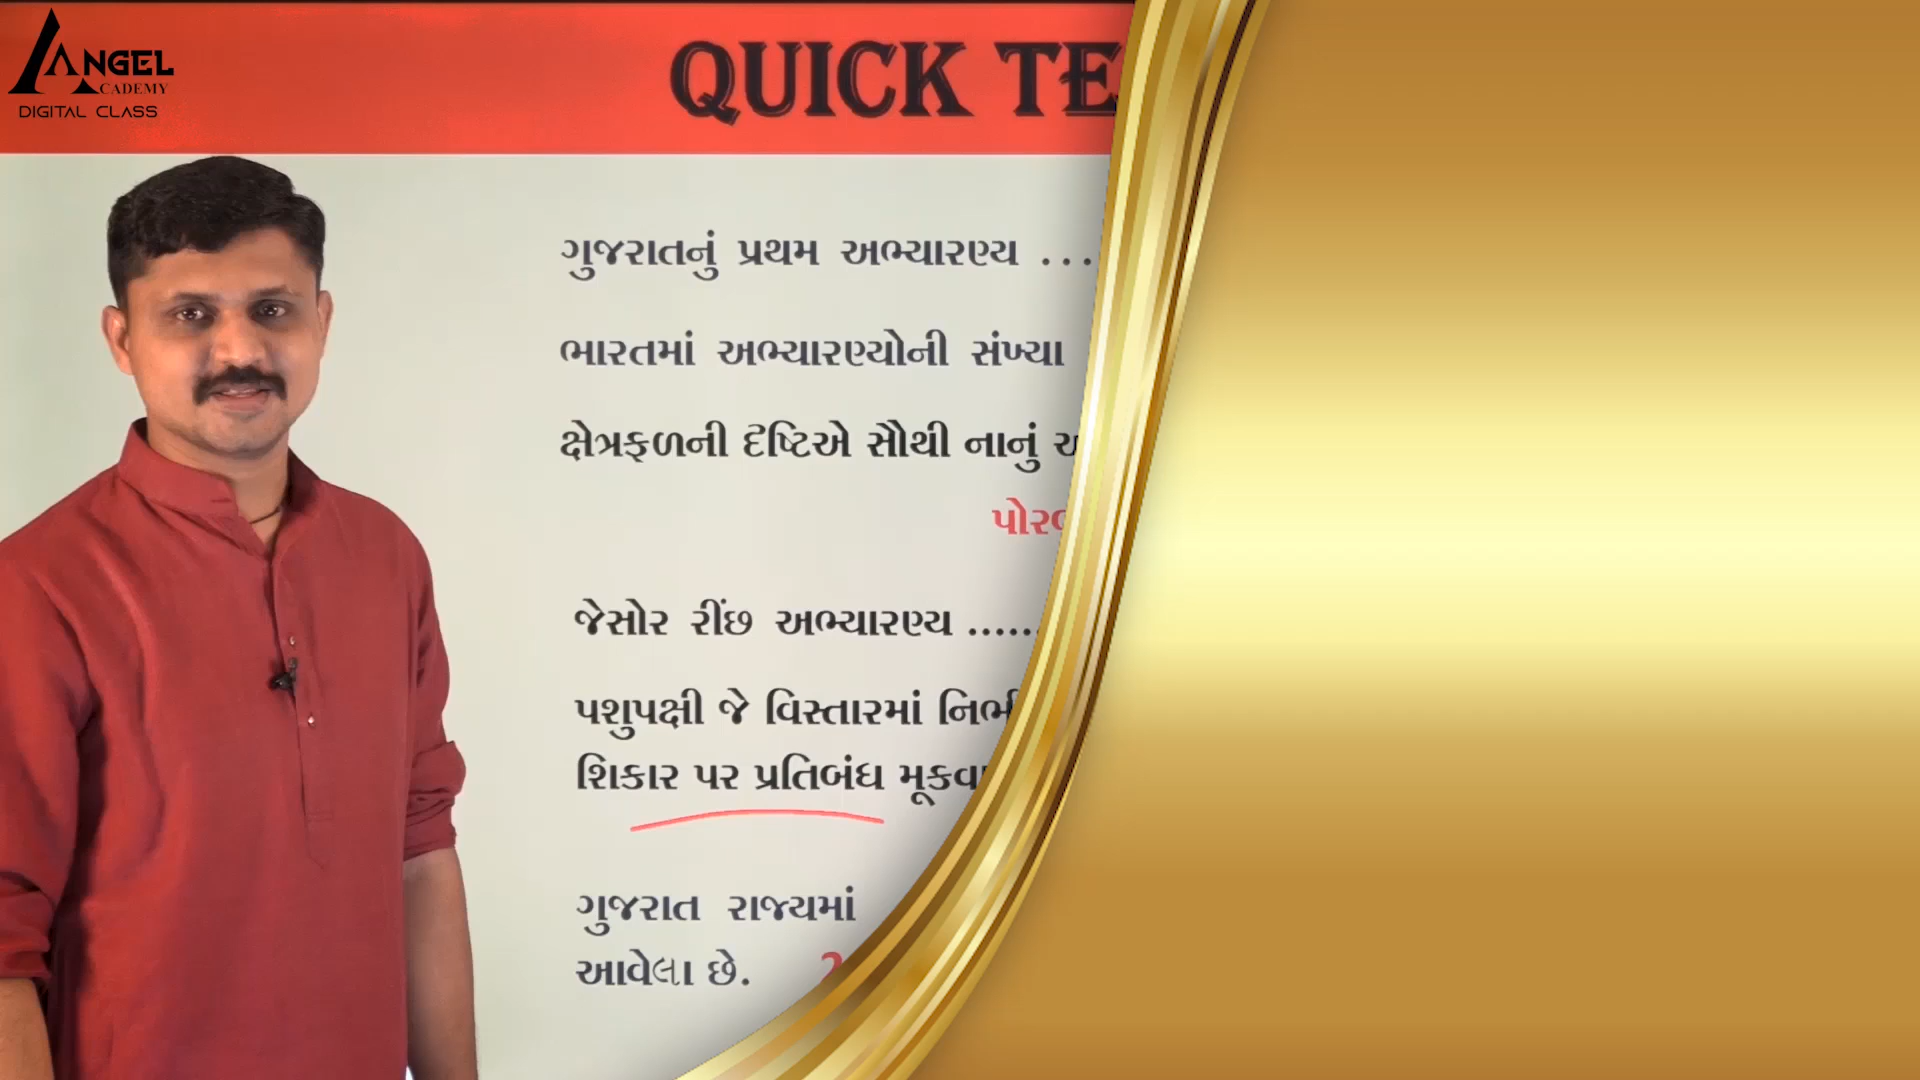 ANGEL
ACADEMY
DIGITAL CLASS
QUICK
ગુજરાતનું પ્રથમ અભ્યારણ્ય ...
ભારતમાં અભ્યારણ્યોની સંખ્યા
ક્ષેત્રફળની દૃષ્ટિએ સૌથી નાનું
જેસોર રીંછ અભ્યારણ્ય ......
પશુપક્ષી જે વિસ્તારમાં
શિકાર પર પ્રતિબંધ
ગુજરાત રાજ્યમાં
આવેલા છે.